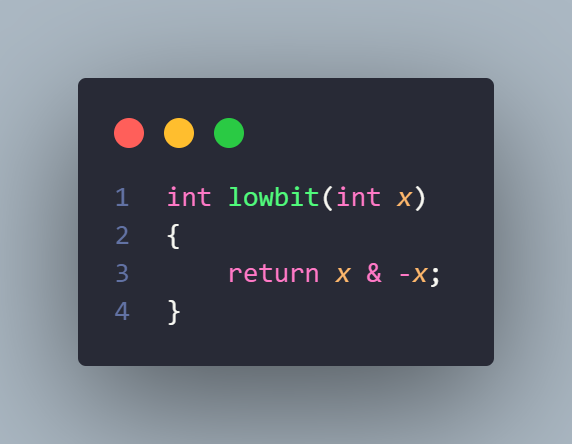 1 int lowbit(int x)
2 {
3     return x & -x;
4 }